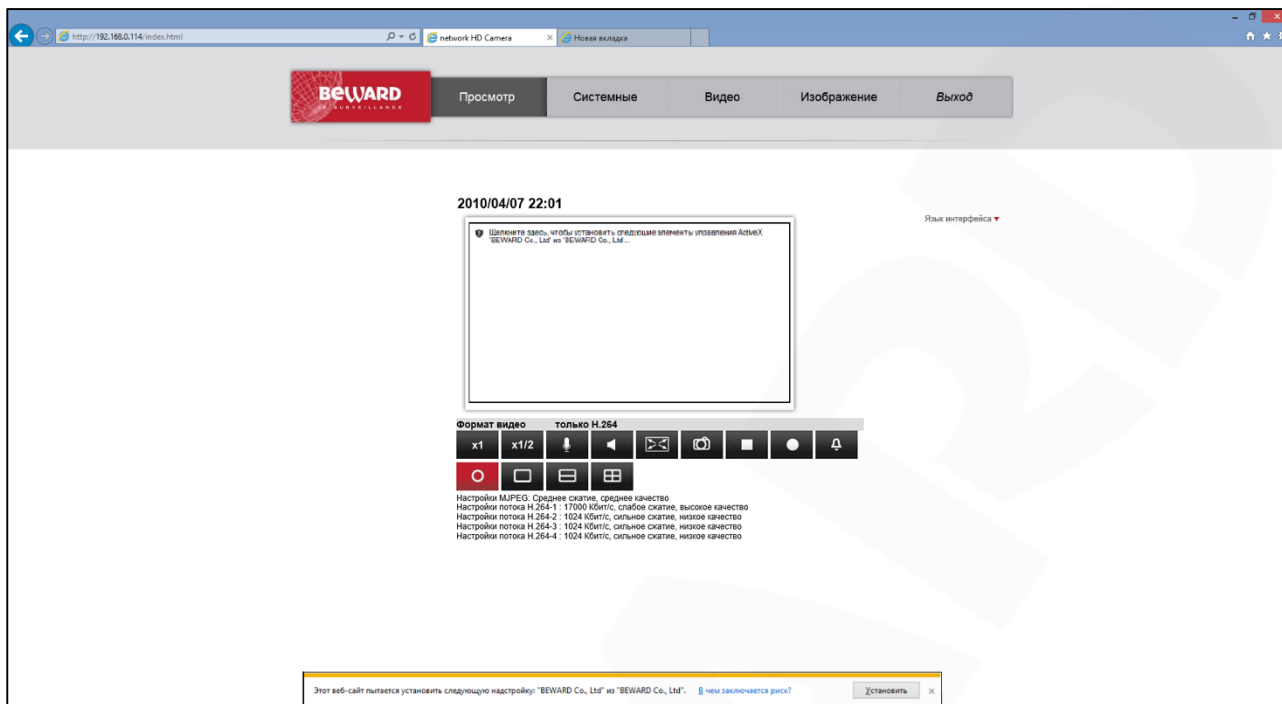 http://192.168.0.114/index.html
network HD Camera
Новая вкладка
BEWARD
IP SURVEILLANCE
Просмотр
Системные
Видео
Изображение
Выход
2010/04/07 22:01
Язык интерфейса
Щелкните здесь, чтобы установить следующие элементы управления ActiveX
"BEWARD Co., Ltd" из "BEWARD Co., Ltd"...
Формат видео только H.264
x1
x1/2
Настройки MJPEG: Среднее сжатие, среднее качество
Настройки потока H.264-1 : 17000 Кбит/с, слабое сжатие, высокое качество
Настройки потока H.264-2 : 1024 Кбит/с, сильное сжатие, низкое качество
Настройки потока H.264-3 : 1024 Кбит/с, сильное сжатие, низкое качество
Настройки потока H.264-4 : 1024 Кбит/с, сильное сжатие, низкое качество
Этот веб-сайт пытается установить следующую надстройку: "BEWARD Co., Ltd" из "BEWARD Co., Ltd". В чем заключается риск?
Установить